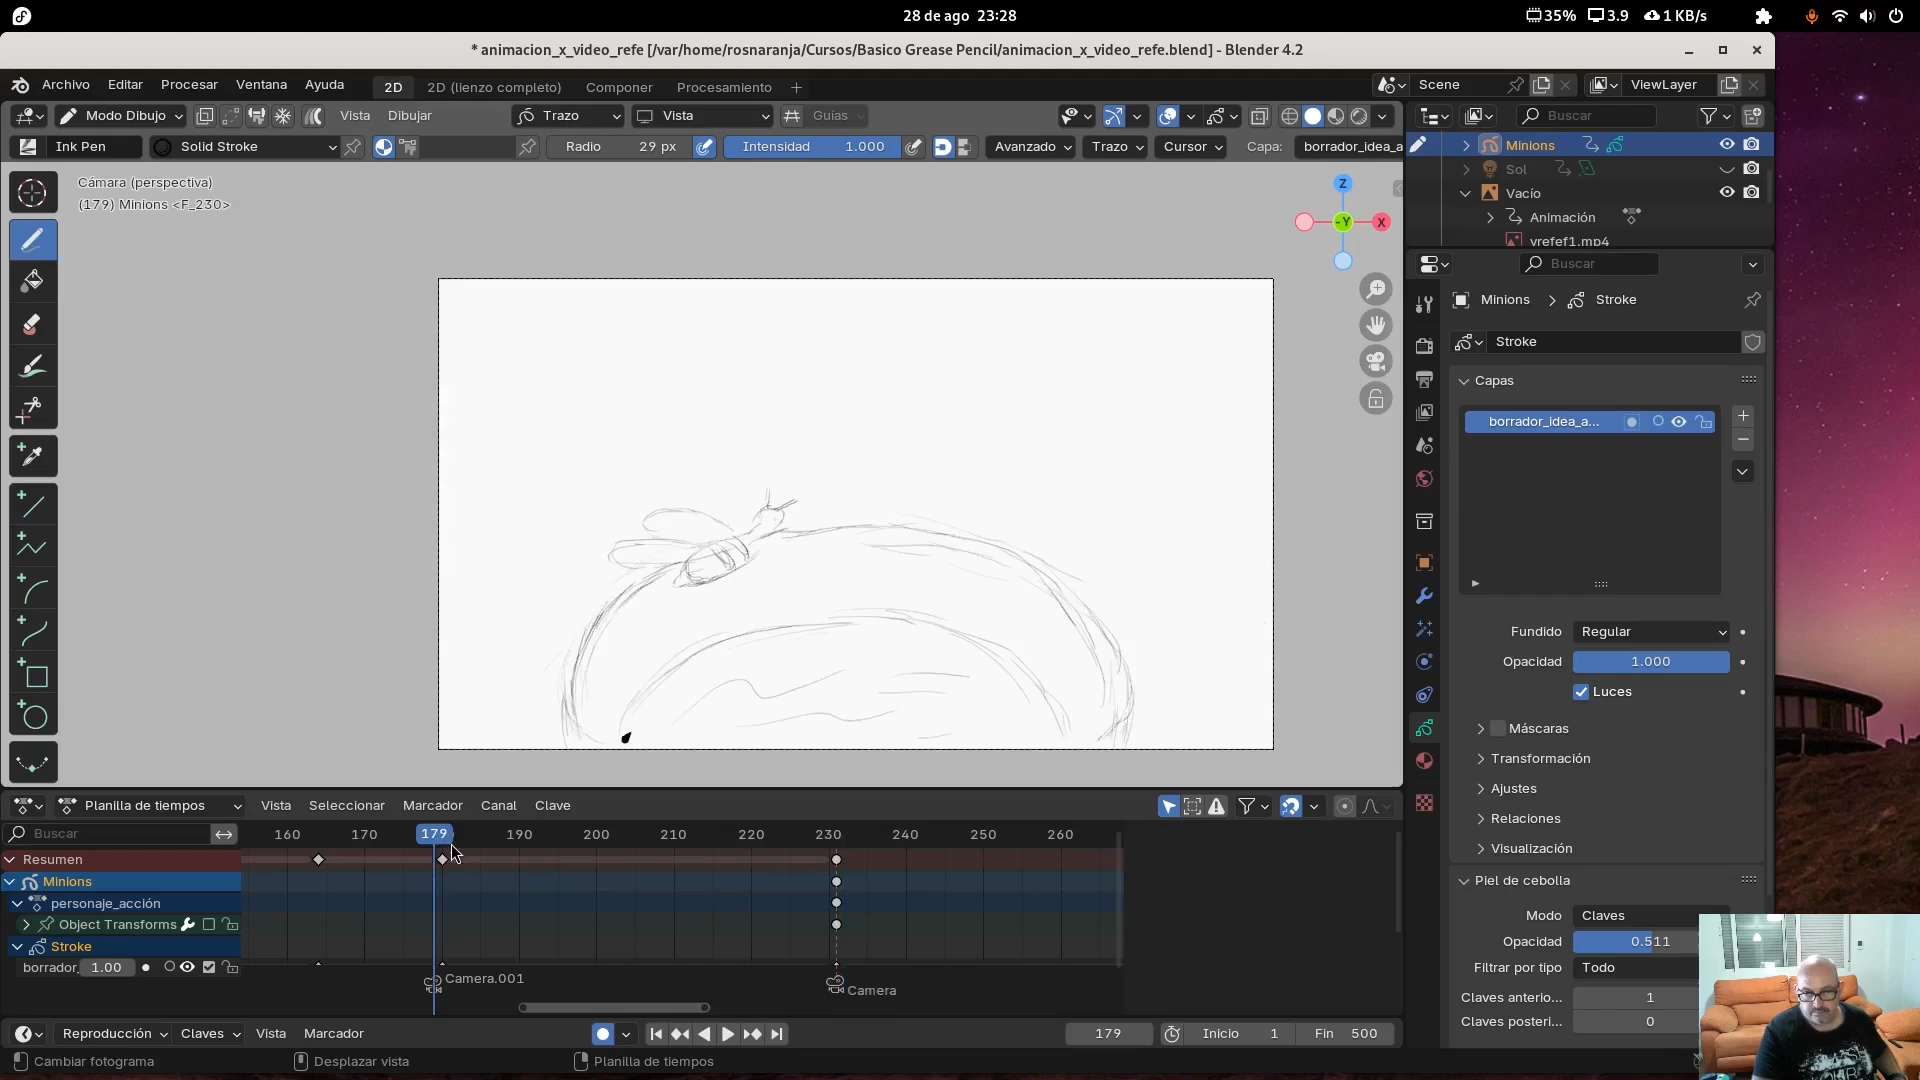 28 de ago 23:28
35%
3.9
1 KB/s
* animacion_x_video_refe [/var/home/rosnaranja/Cursos/Basico Grease Pencil/animacion_x_video_refe.blend] - Blender 4.2
Archivo Editar Procesar Ventana Ayuda
2D 2D (lienzo completo) Componer Procesamiento +
Scene
ViewLayer
Modo Dibujo
Vista Dibujar
Trazo
Vista
Guías
Buscar
Ink Pen
Solid Stroke
Radio 29 px
Intensidad 1.000
Avanzado
Trazo
Cursor
Capa: borrador_idea_a
Minions
Sol
Vacío
Animación
vrefef1.mp4
Cámara (perspectiva)
(179) Minions <F_230>
Z
-Y
X
Buscar
Minions > Stroke
Stroke
Capas
borrador_idea_a...
Fundido Regular
Opacidad 1.000
Luces
Máscaras
Transformación
Ajustes
Relaciones
Visualización
Piel de cebolla
Modo Claves
Opacidad 0.511
Filtrar por tipo Todo
Claves anterio... 1
Claves posteri... 0
Planilla de tiempos
Vista Seleccionar Marcador Canal Clave
Buscar
160 170 179 190 200 210 220 230 240 250 260
Resumen
Minions
personaje_acción
Object Transforms
Stroke
borrador_ 1.00
Camera.001
Camera
Reproducción Claves Vista Marcador
179
Inicio 1
Fin 500
Cambiar fotograma
Desplazar vista
Planilla de tiempos